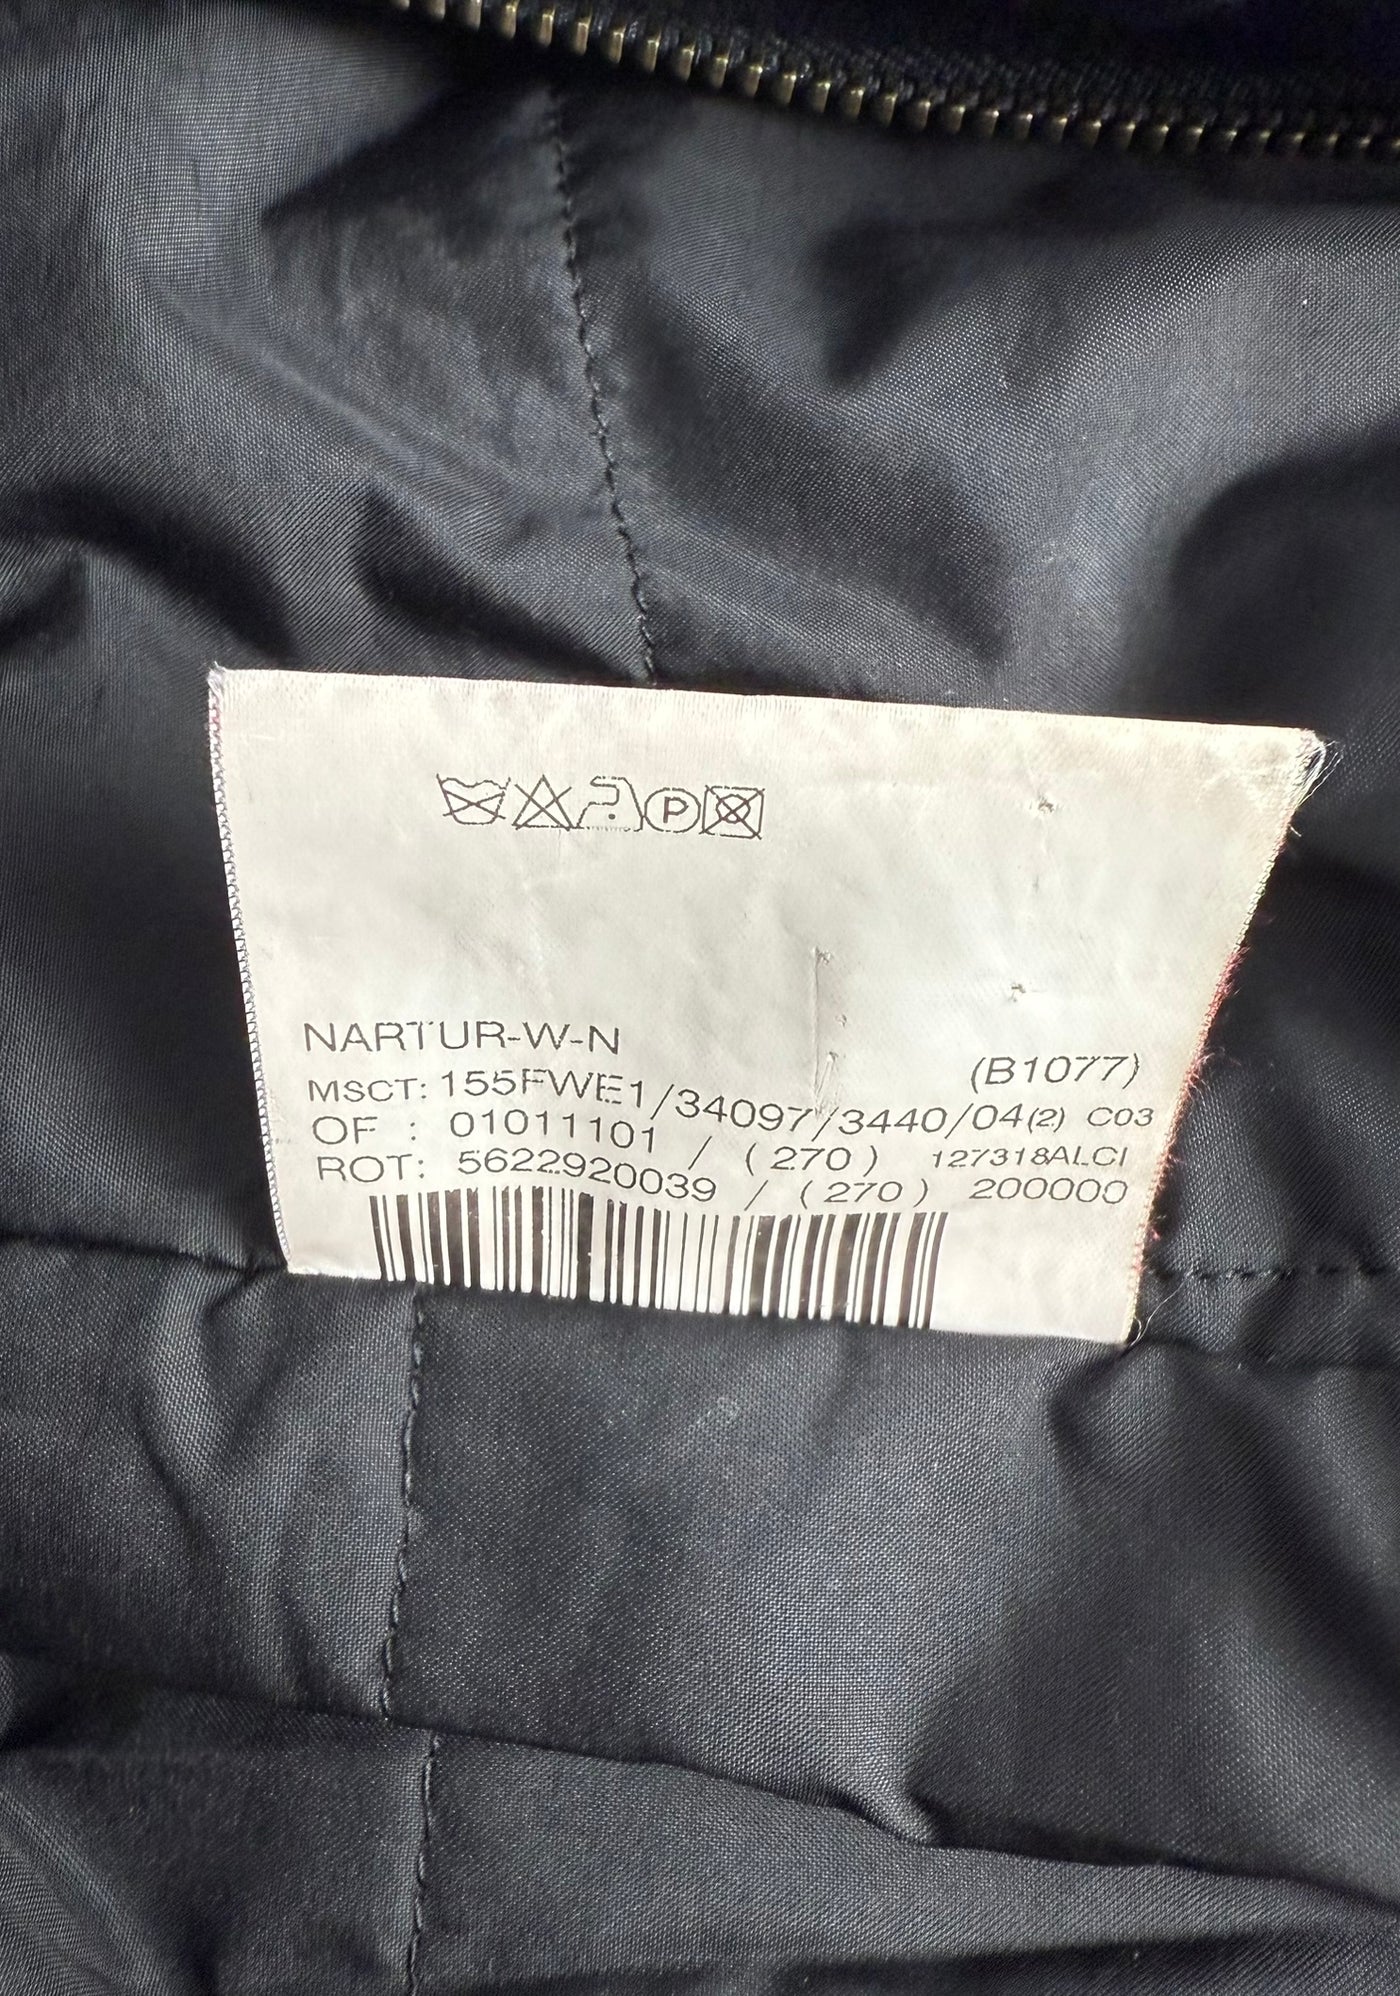 P
NARTUR-W-N (B1077)
MSCT: 155FWE1/34097/3440/04(2) C03
OF : 01011101 / (270) 127318ALCI
ROT: 5622920039 / (270) 200000